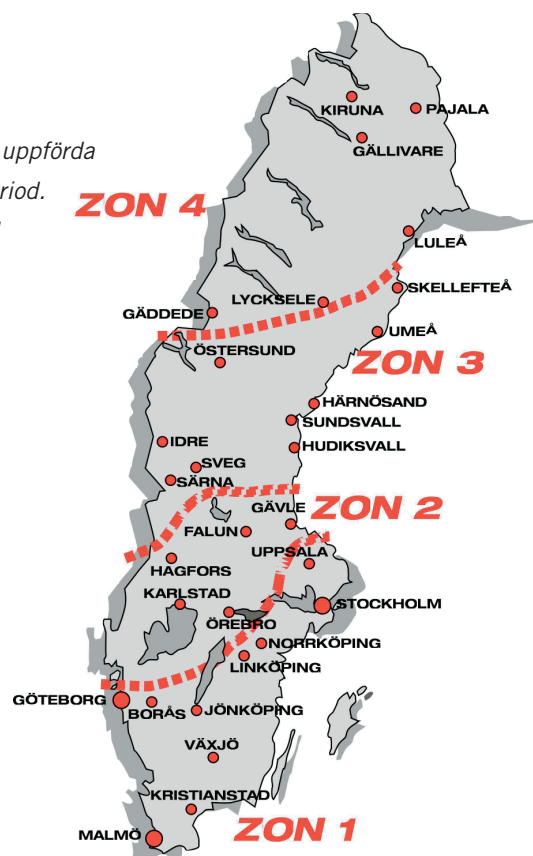 uppförda
riod.
KIRUNA
PAJALA
GÄLLIVARE
ZON 4
LULEÅ
LYCKSELE
SKELLEFTEÅ
GÄDDEDE
UMEÅ
ÖSTERSUND
ZON 3
HÄRNÖSAND
SUNDSVALL
IDRE
HUDIKSVALL
SVEG
SÄRNA
GÄVLE
ZON 2
FALUN
UPPSALA
HAGFORS
KARLSTAD
STOCKHOLM
ÖREBRO
NORRKÖPING
LINKÖPING
GÖTEBORG
BORÅS
JÖNKÖPING
VÄXJÖ
KRISTIANSTAD
MALMÖ
ZON 1